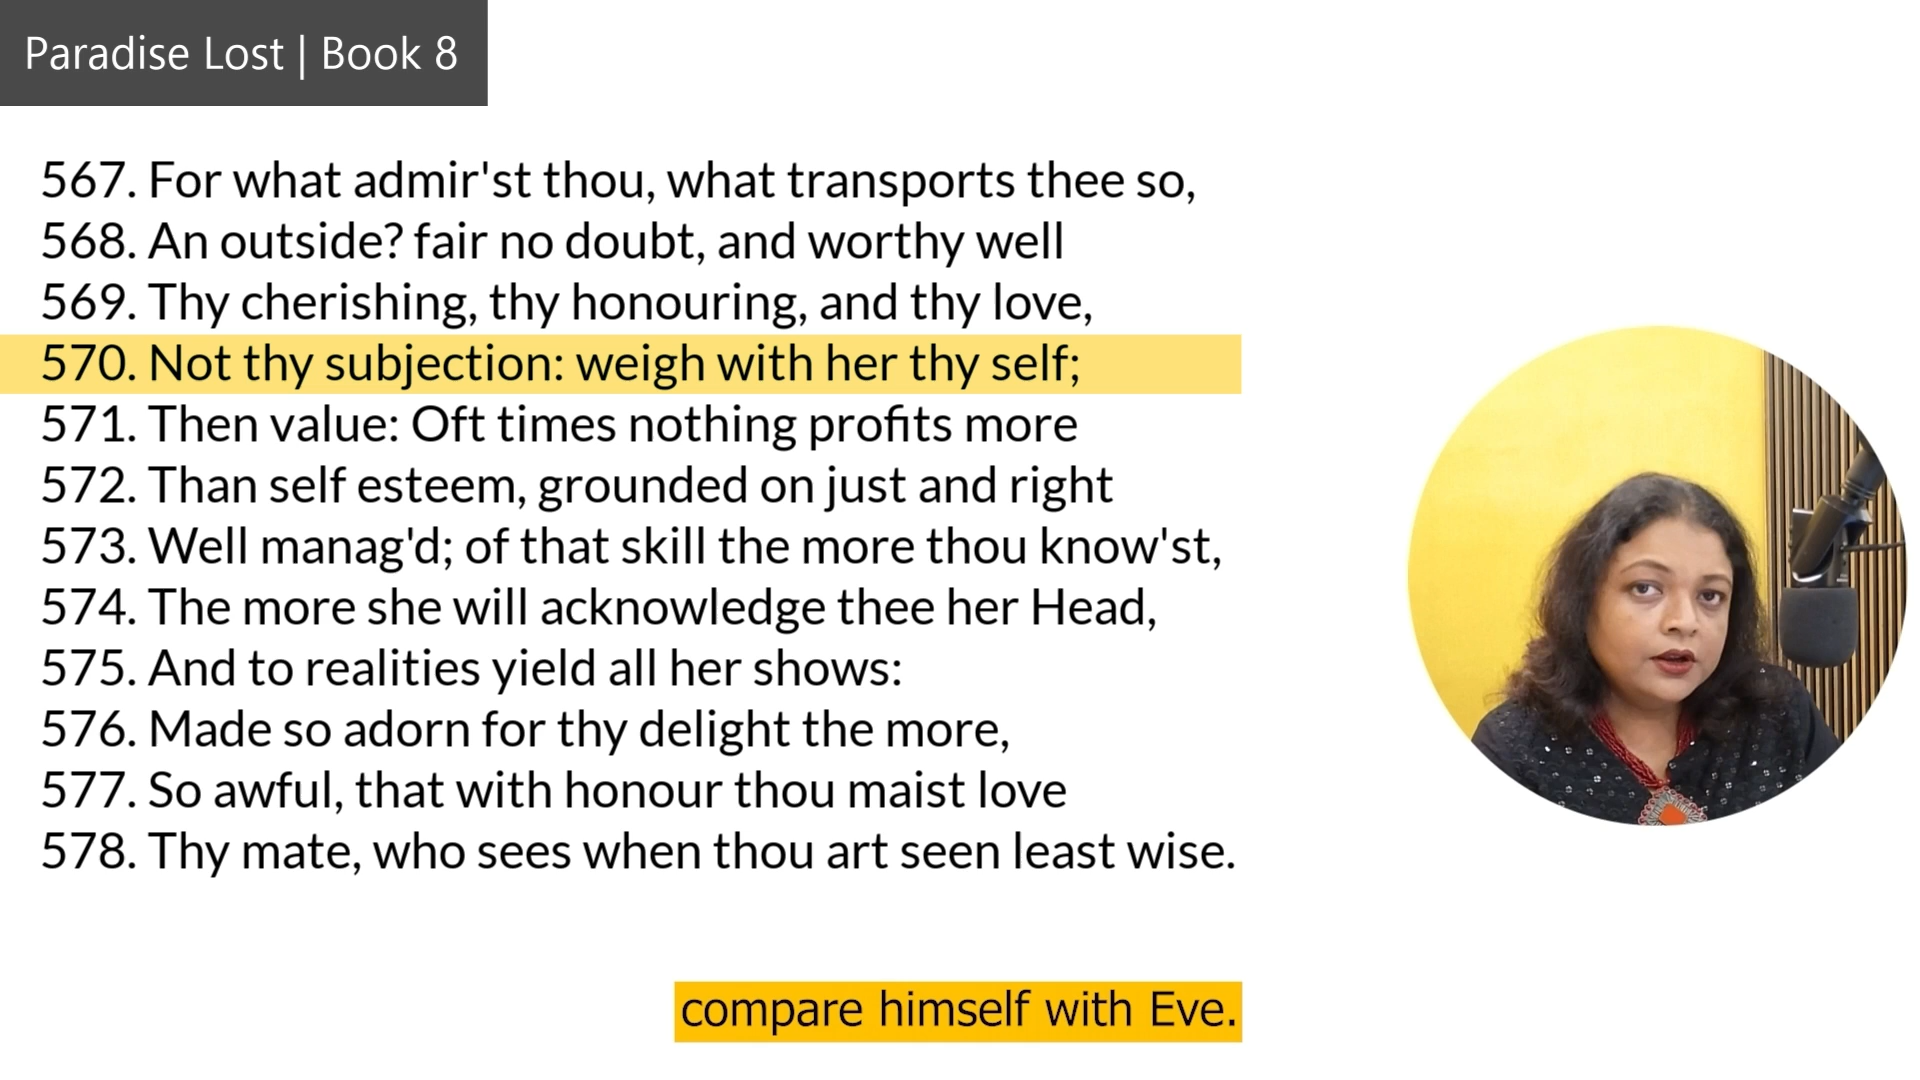 Paradise Lost | Book 8
567. For what admir'st thou, what transports thee so,
568. An outside? fair no doubt, and worthy well
569. Thy cherishing, thy honouring, and thy love,
570. Not thy subjection: weigh with her thy self;
571. Then value: Oft times nothing profits more
572. Than self esteem, grounded on just and right
573. Well manag'd; of that skill the more thou know'st,
574. The more she will acknowledge thee her Head,
575. And to realities yield all her shows:
576. Made so adorn for thy delight the more,
577. So awful, that with honour thou maist love
578. Thy mate, who sees when thou art seen least wise.
compare himself with Eve.